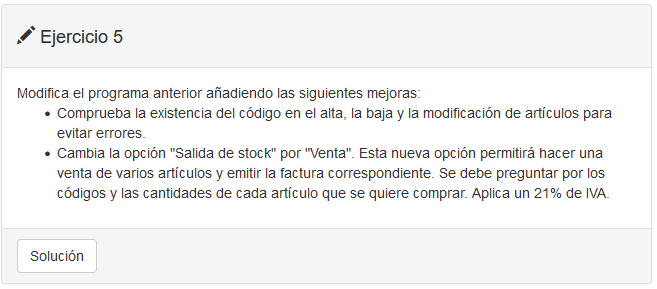 Ejercicio 5
Modifica el programa anterior añadiendo las siguientes mejoras:
• Comprueba la existencia del código en el alta, la baja y la modificación de artículos para
evitar errores.
• Cambia la opción "Salida de stock" por "Venta". Esta nueva opción permitirá hacer una
venta de varios artículos y emitir la factura correspondiente. Se debe preguntar por los
códigos y las cantidades de cada artículo que se quiere comprar. Aplica un 21% de IVA.
Solución